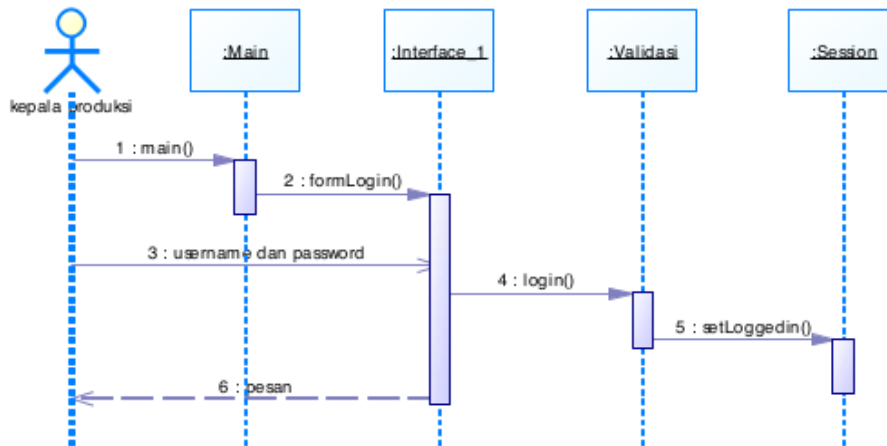 :Main
:Interface_1
:Validasi
:Session
kepala produksi
1 : main()
2 : formLogin()
3 : username dan password
4 : login()
5 : setLoggedin()
6 : pesan